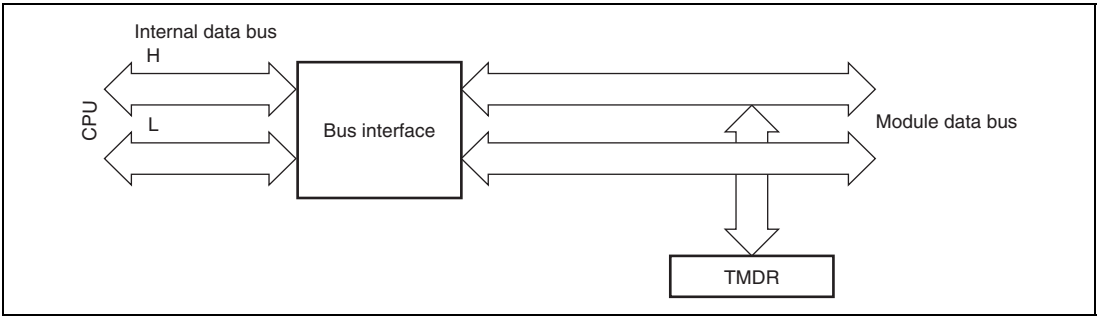 Internal data bus
H
CPU
L
Bus interface
Module data bus
TMDR